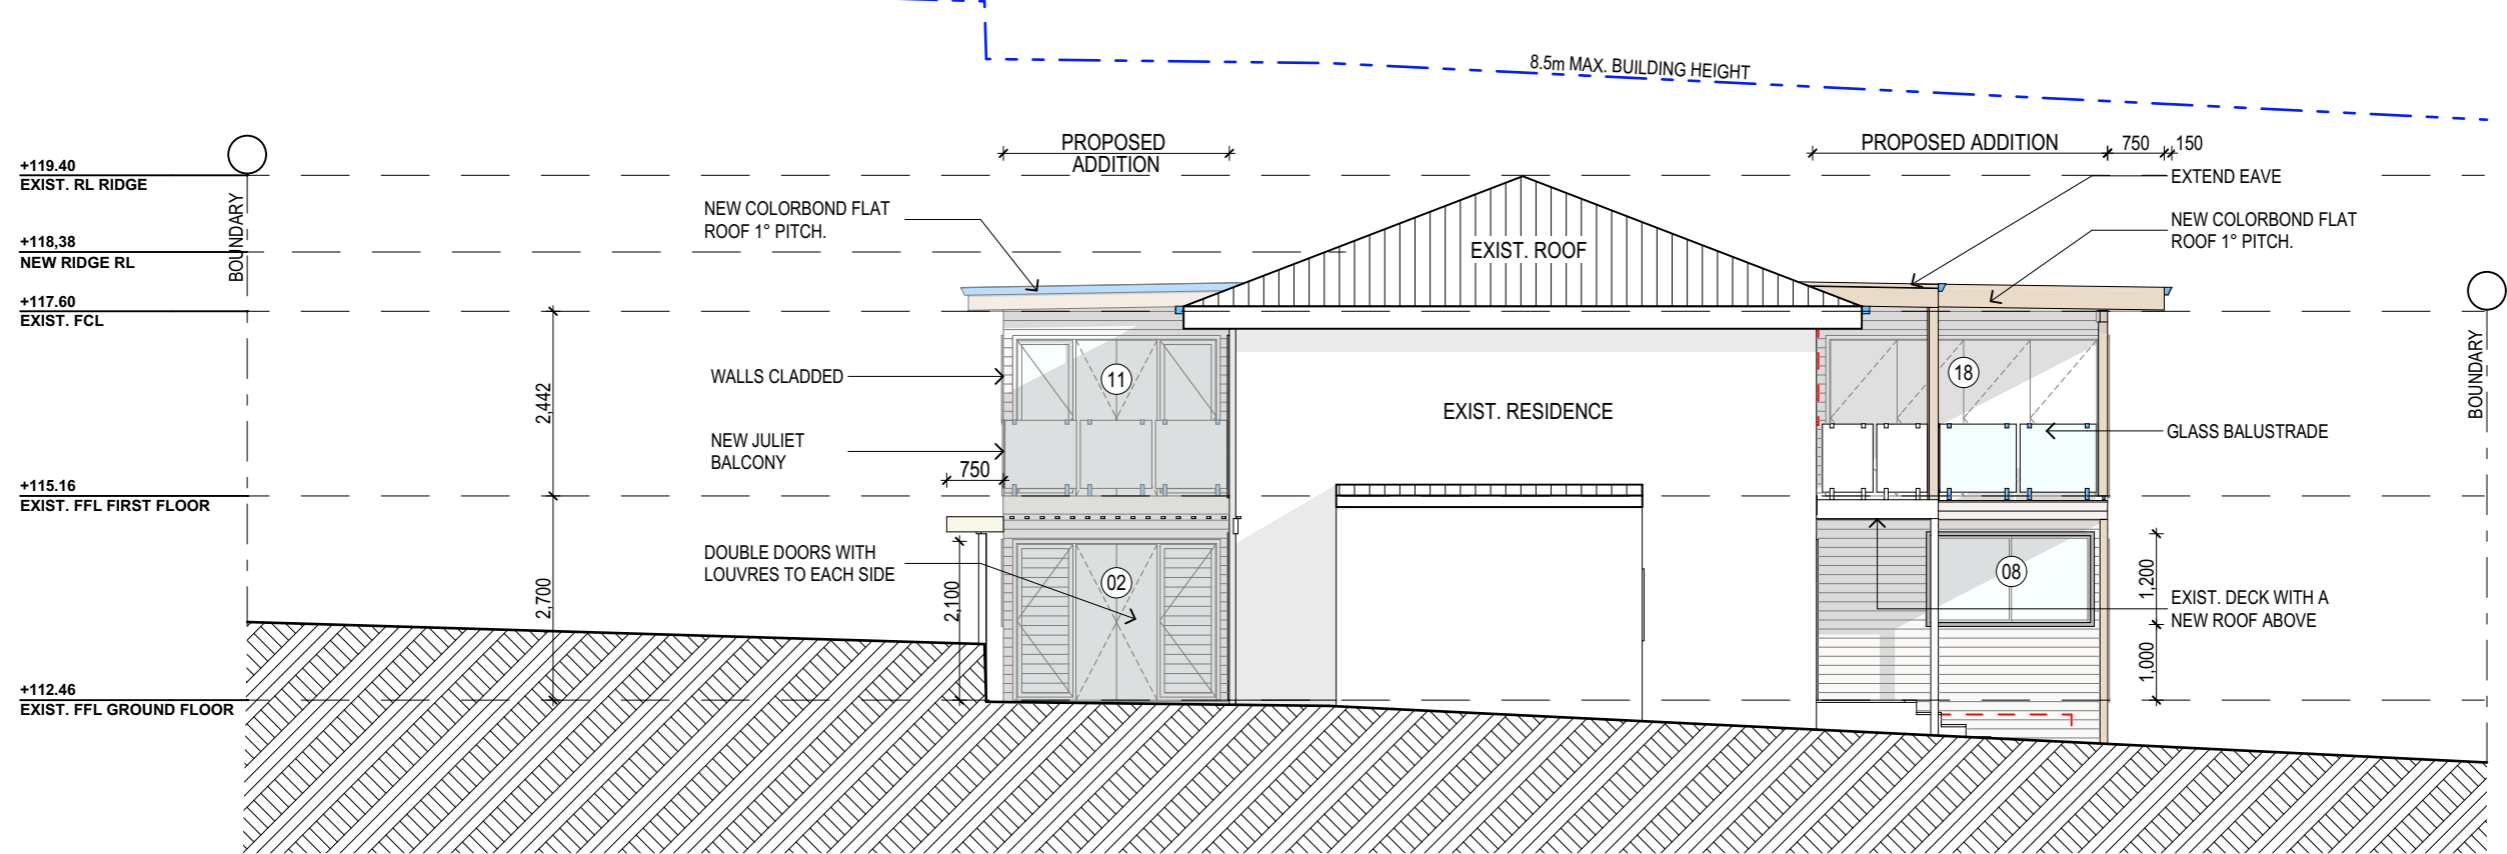 8.5m MAX. BUILDING HEIGHT
PROPOSED
ADDITION
PROPOSED ADDITION
750
150
+119.40
EXIST. RL RIDGE
BOUNDARY
EXTEND EAVE
NEW COLORBOND FLAT
ROOF 1° PITCH.
NEW COLORBOND FLAT
ROOF 1° PITCH.
+118,38
NEW RIDGE RL
EXIST. ROOF
+117.60
EXIST. FCL
BOUNDARY
WALLS CLADDED
11
18
2,442
EXIST. RESIDENCE
GLASS BALUSTRADE
NEW JULIET
BALCONY
750
+115.16
EXIST. FFL FIRST FLOOR
DOUBLE DOORS WITH
LOUVRES TO EACH SIDE
02
08
2,700
2,100
1,200
EXIST. DECK WITH A
NEW ROOF ABOVE
1,000
+112.46
EXIST. FFL GROUND FLOOR